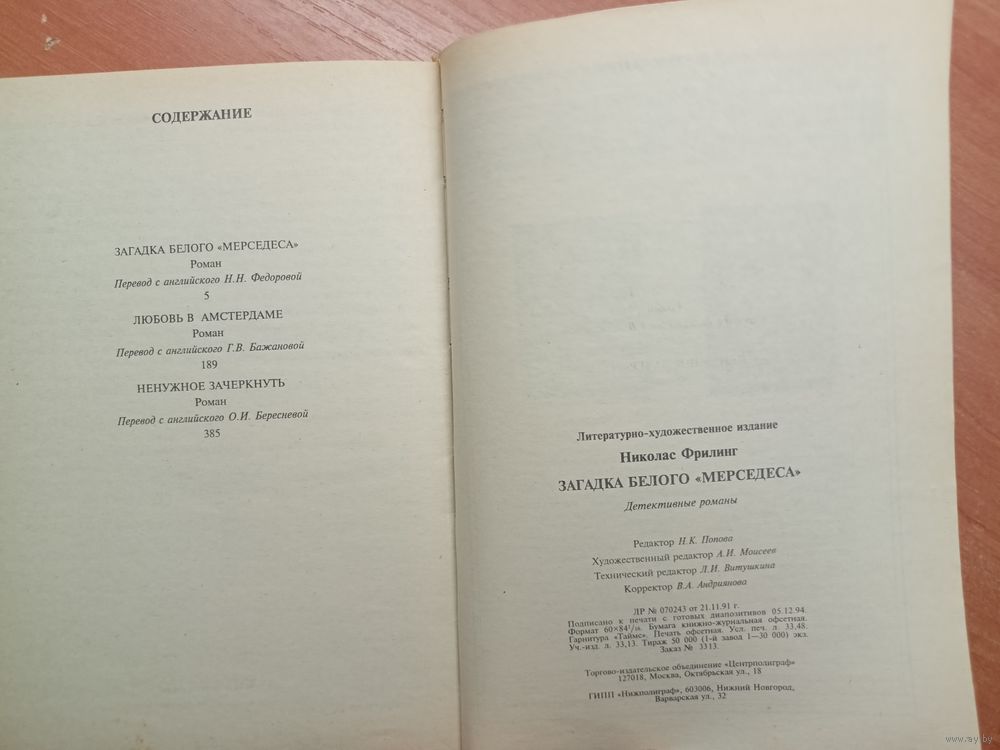 СОДЕРЖАНИЕ
ЗАГАДКА БЕЛОГО «МЕРСЕДЕСА»
Роман
Перевод с английского Н.Н. Федоровой
5
ЛЮБОВЬ В АМСТЕРДАМЕ
Роман
Перевод с английского Г.В. Бажановой
189
НЕНУЖНОЕ ЗАЧЕРКНУТЬ
Роман
Перевод с английского О.И. Бересневой
385
Литературно-художественное издание
Николас Фрилинг
ЗАГАДКА БЕЛОГО «МЕРСЕДЕСА»
Детективные романы
Редактор Н.К. Попова
Художественный редактор А.И. Моисеев
Технический редактор Л.И. Витушкина
Корректор В.А. Андриянова
ЛР № 070243 от 21.11.91 г.
Подписано к печати с готовых диапозитивов 05.12.94.
Формат 60×84¹/₁₆. Бумага книжно-журнальная офсетная.
Гарнитура «Таймс». Печать офсетная. Усл. печ. л. 33,48.
Уч.-изд. л. 33,13. Тираж 50 000 (1-й завод 1—30 000) экз.
Заказ № 3313.
Торгово-издательское объединение «Центрполиграф»
127018, Москва, Октябрьская ул., 18
ГИПП «Нижполиграф», 603006, Нижний Новгород,
Варварская ул., 32
www.ay.by